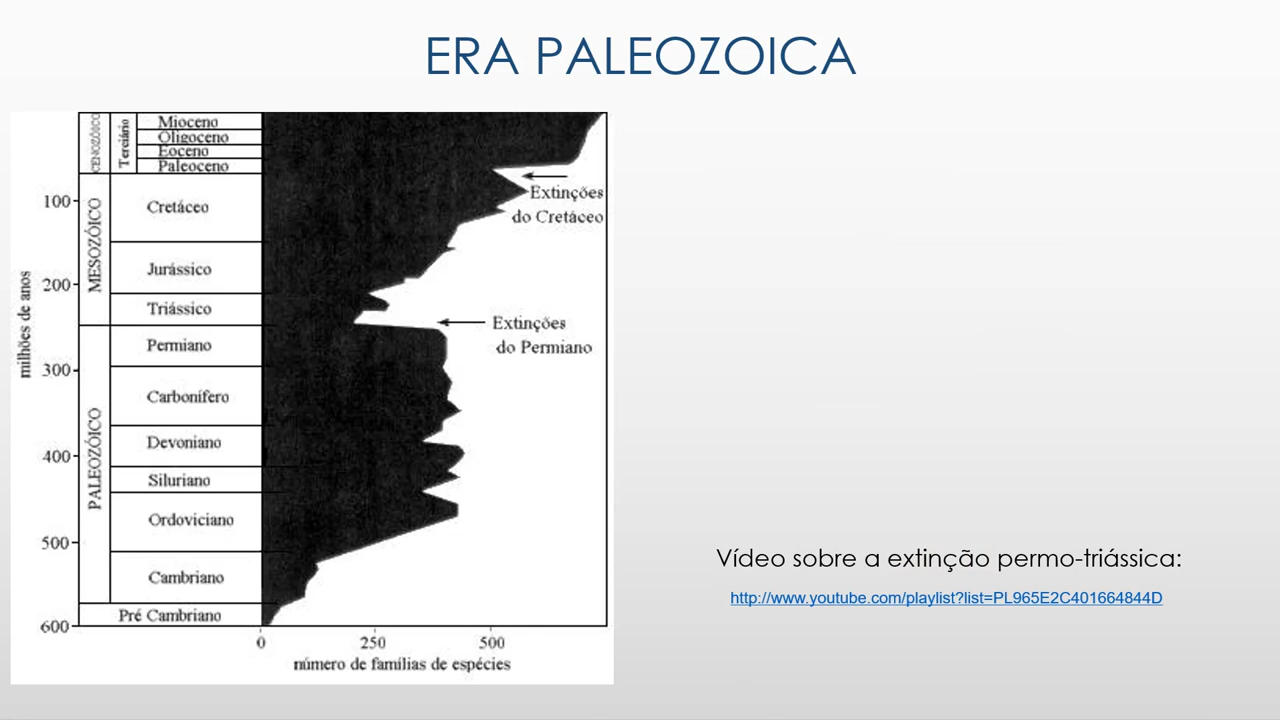 ERA PALEOZOICA
CENOZÓICO
Terciário
Mioceno
Oligoceno
Eoceno
Paleoceno
MESOZÓICO
Cretáceo
Jurássico
Triássico
PALEOZÓICO
Permiano
Carbonífero
Devoniano
Siluriano
Ordoviciano
Cambriano
Pré Cambriano
milhões de anos
100
200
300
400
500
600
Extinções
do Cretáceo
Extinções
do Permiano
0 250 500
número de famílias de espécies
Vídeo sobre a extinção permo-triássica:
http://www.youtube.com/playlist?list=PL965E2C401664844D